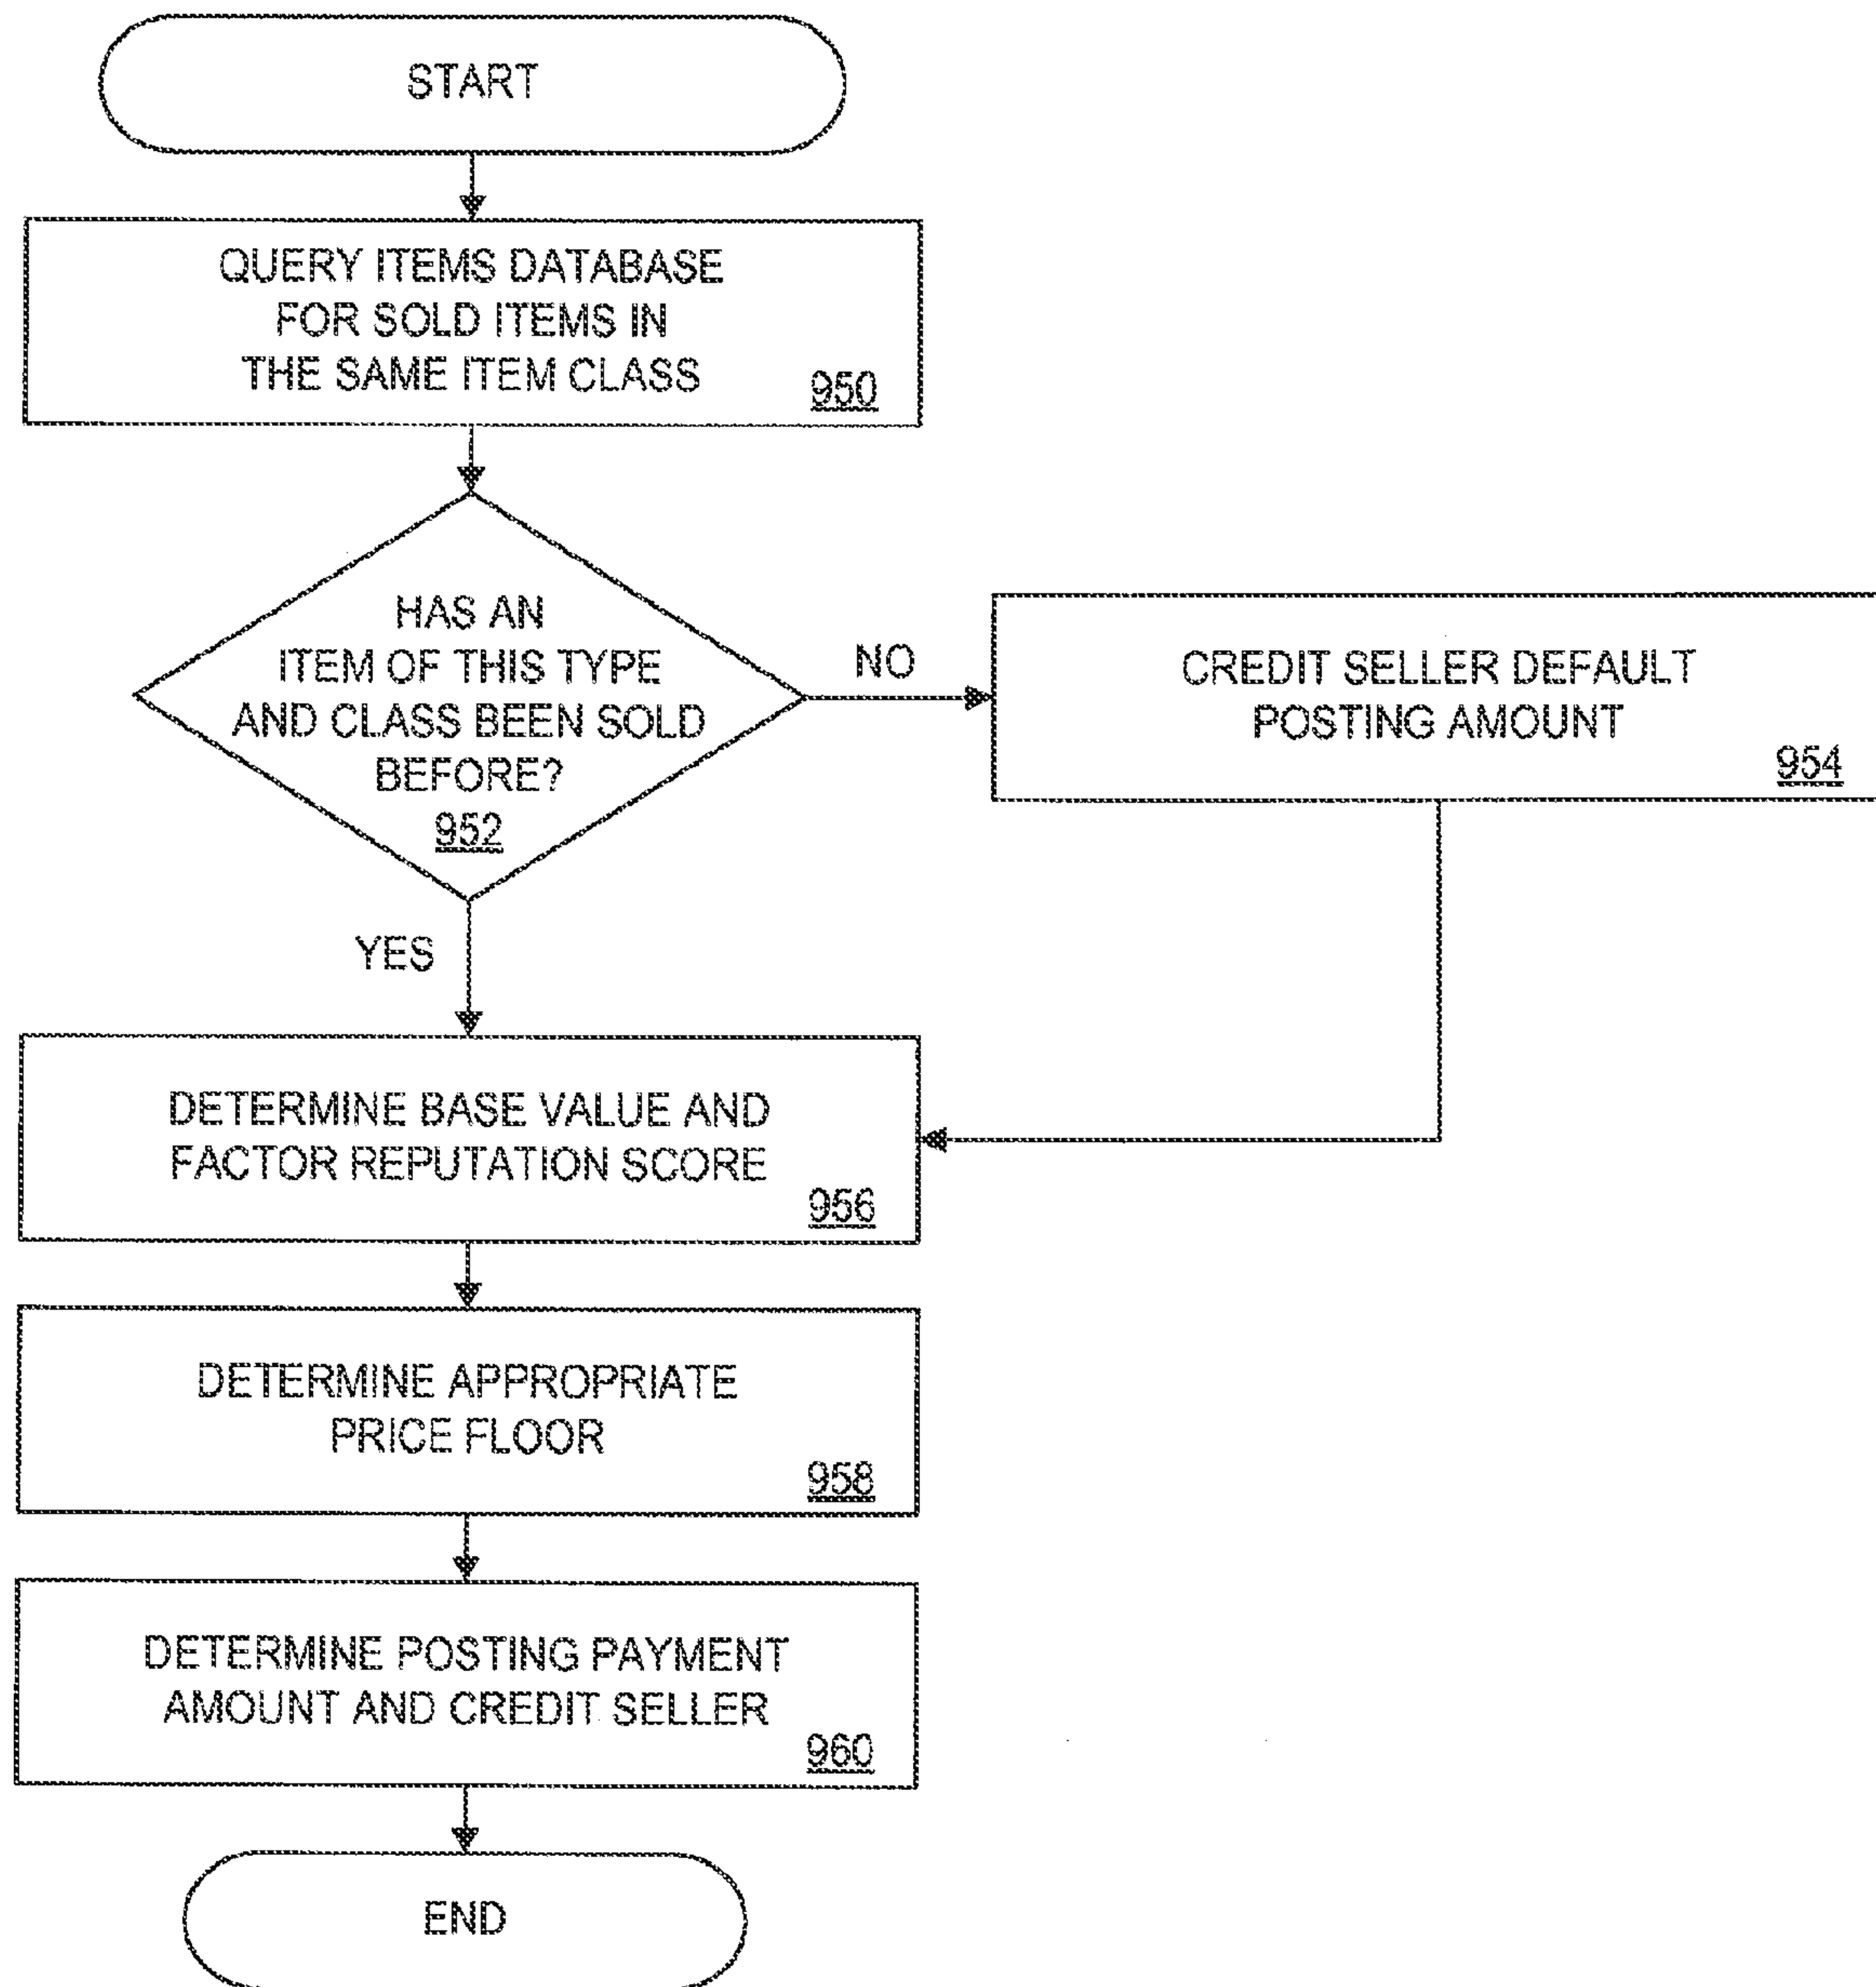 START
QUERY ITEMS DATABASE
FOR SOLD ITEMS IN
THE SAME ITEM CLASS
950
HAS AN
ITEM OF THIS TYPE
AND CLASS BEEN SOLD
BEFORE?
952
NO
CREDIT SELLER DEFAULT
POSTING AMOUNT
954
YES
DETERMINE BASE VALUE AND
FACTOR REPUTATION SCORE
956
DETERMINE APPROPRIATE
PRICE FLOOR
958
DETERMINE POSTING PAYMENT
AMOUNT AND CREDIT SELLER
960
END